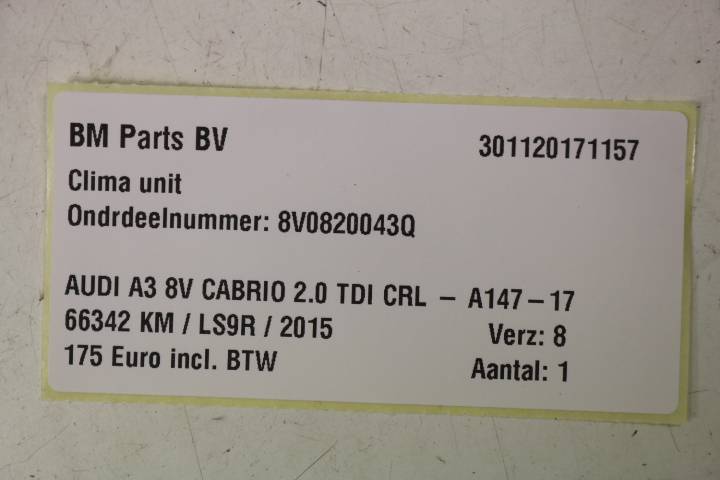 BM Parts BV 301120171157
Clima unit
Ondrdeelnummer: 8V0820043Q
AUDI A3 8V CABRIO 2.0 TDI CRL - A147-17
66342 KM / LS9R / 2015 Verz: 8
175 Euro incl. BTW Aantal: 1